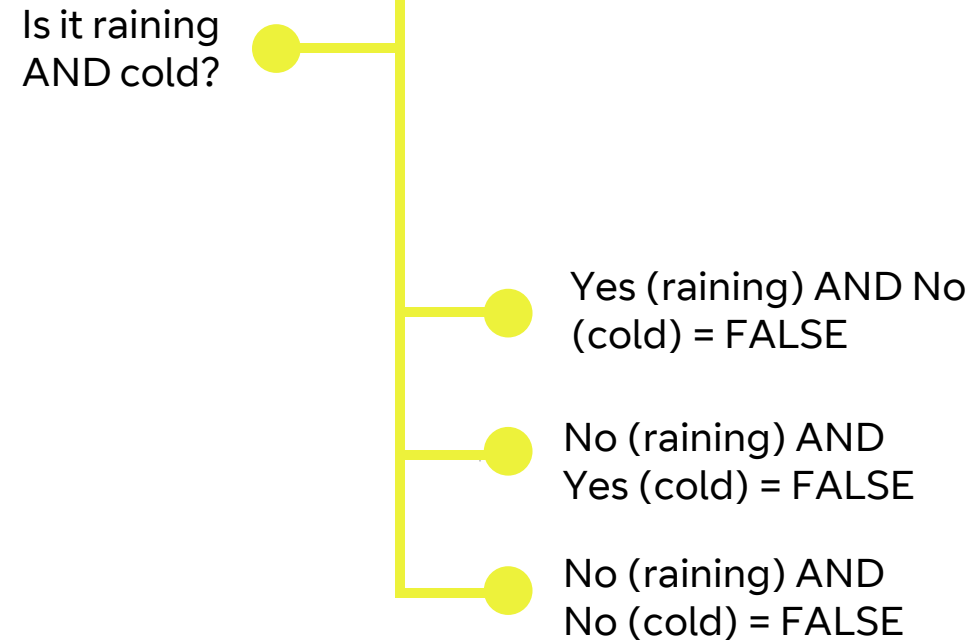 Is it raining
AND cold?
Yes (raining) AND No
(cold) = FALSE
No (raining) AND
Yes (cold) = FALSE
No (raining) AND
No (cold) = FALSE